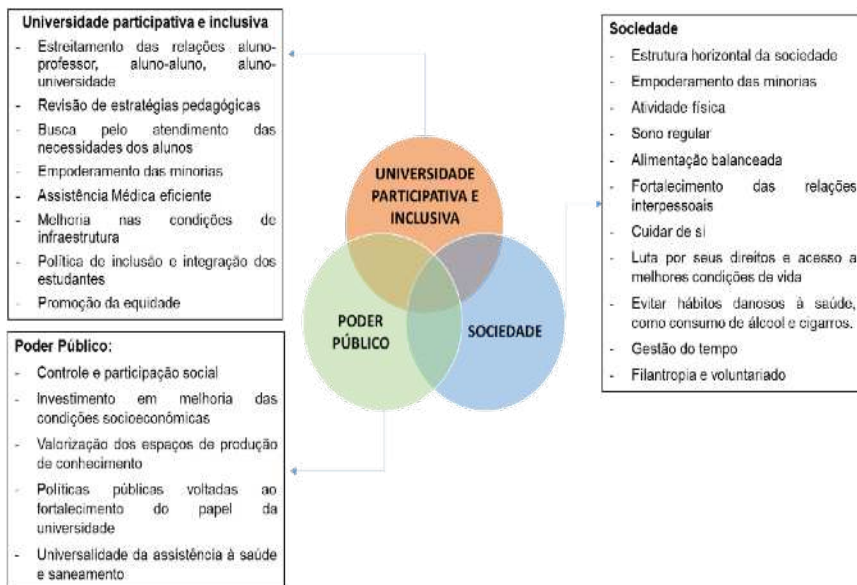 Universidade participativa e inclusiva
- Estreitamento das relações aluno-
professor, aluno-aluno, aluno-
universidade
- Revisão de estratégias pedagógicas
- Busca pelo atendimento das
necessidades dos alunos
- Empoderamento das minorias
- Assistência Médica eficiente
- Melhoria nas condições de
infraestrutura
- Política de inclusão e integração dos
estudantes
- Promoção da equidade
Poder Público:
- Controle e participação social
- Investimento em melhoria das
condições socioeconômicas
- Valorização dos espaços de produção
de conhecimento
- Políticas públicas voltadas ao
fortalecimento do papel da
universidade
- Universalidade da assistência à saúde
e saneamento
UNIVERSIDADE
PARTICIPATIVA E
INCLUSIVA
PODER
PÚBLICO
SOCIEDADE
Sociedade
- Estrutura horizontal da sociedade
- Empoderamento das minorias
- Atividade física
- Sono regular
- Alimentação balanceada
- Fortalecimento das relações
interpessoais
- Cuidar de si
- Luta por seus direitos e acesso a
melhores condições de vida
- Evitar hábitos danosos à saúde,
como consumo de álcool e cigarros.
- Gestão do tempo
- Filantropia e voluntariado